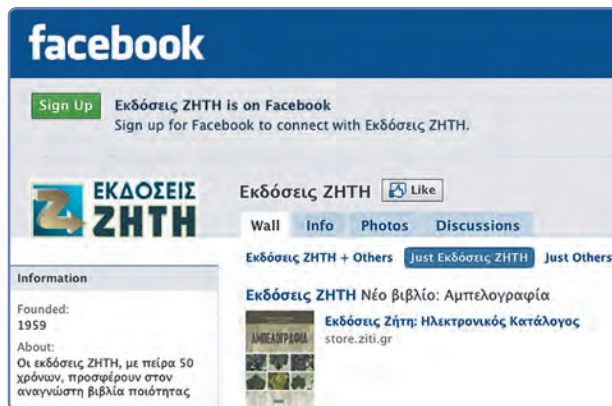 facebook
Sign Up
Εκδόσεις ΖΗΤΗ is on Facebook
Sign up for Facebook to connect with Εκδόσεις ΖΗΤΗ.
ΕΚΔΟΣΕΙΣ
ΖΗΤΗ
Εκδόσεις ΖΗΤΗ Like
Wall Info Photos Discussions
Εκδόσεις ΖΗΤΗ + Others Just Εκδόσεις ΖΗΤΗ Just Others
Information
Founded:
1959
About:
Οι εκδόσεις ΖΗΤΗ, με πείρα 50
χρόνων, προσφέρουν στον
αναγνώστη βιβλία ποιότητας
Εκδόσεις ΖΗΤΗ Νέο βιβλίο: Αμπελογραφία
ΑΜΠΕΛΟΓΡΑΦΙΑ
Εκδόσεις Ζήτη: Ηλεκτρονικός Κατάλογος
store.ziti.gr